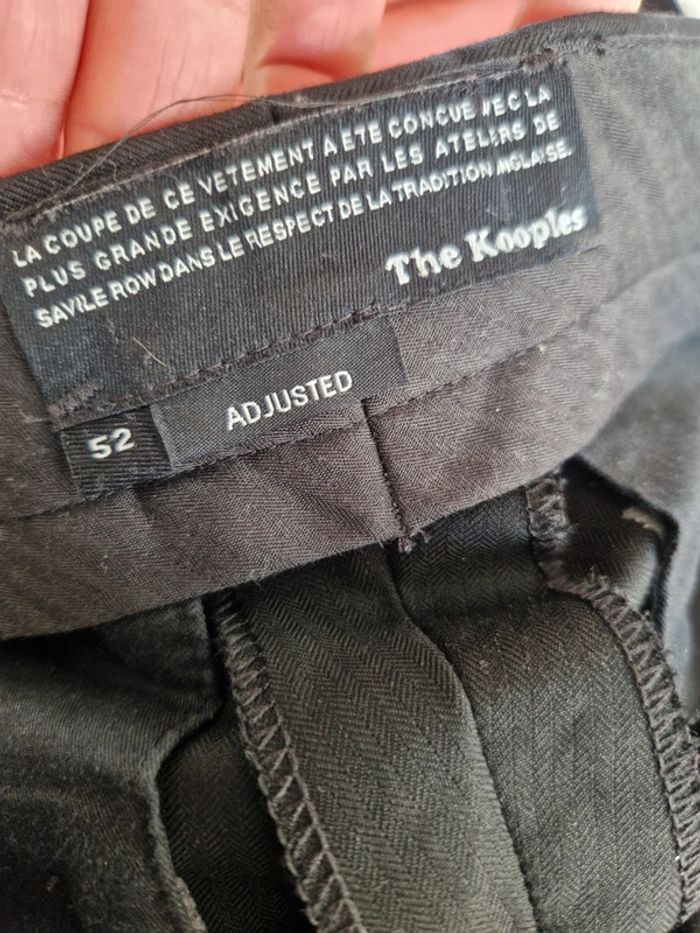 LA COUPE DE CE VETEMENT A ETE CONCUE AVEC LA
PLUS GRANDE EXIGENCE PAR LES ATELIERS DE
SAVILE ROW DANS LE RESPECT DE LA TRADITION ANGLAISE.
The Kooples
52
ADJUSTED